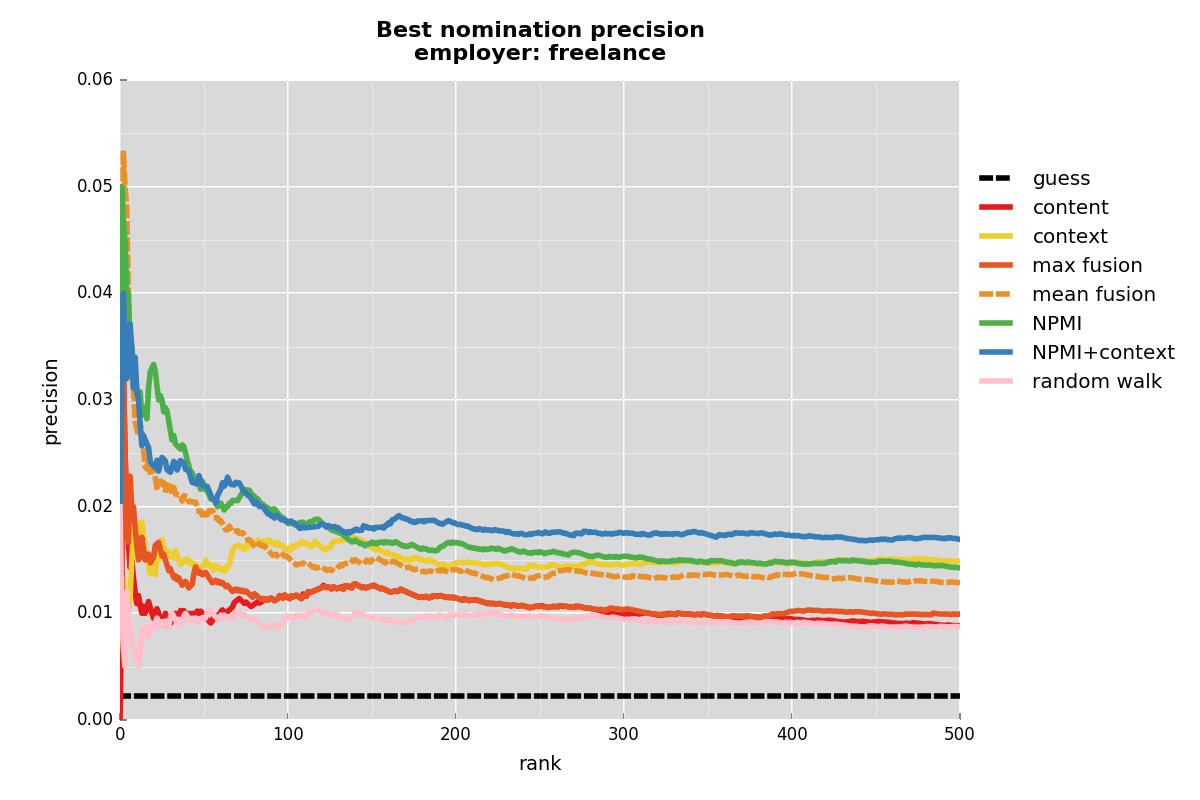 Best nomination precision
employer: freelance
0.06
0.05
0.04
0.03
0.02
0.01
0.00
precision
0 100 200 300 400 500
rank
guess
content
context
max fusion
mean fusion
NPMI
NPMI+context
random walk